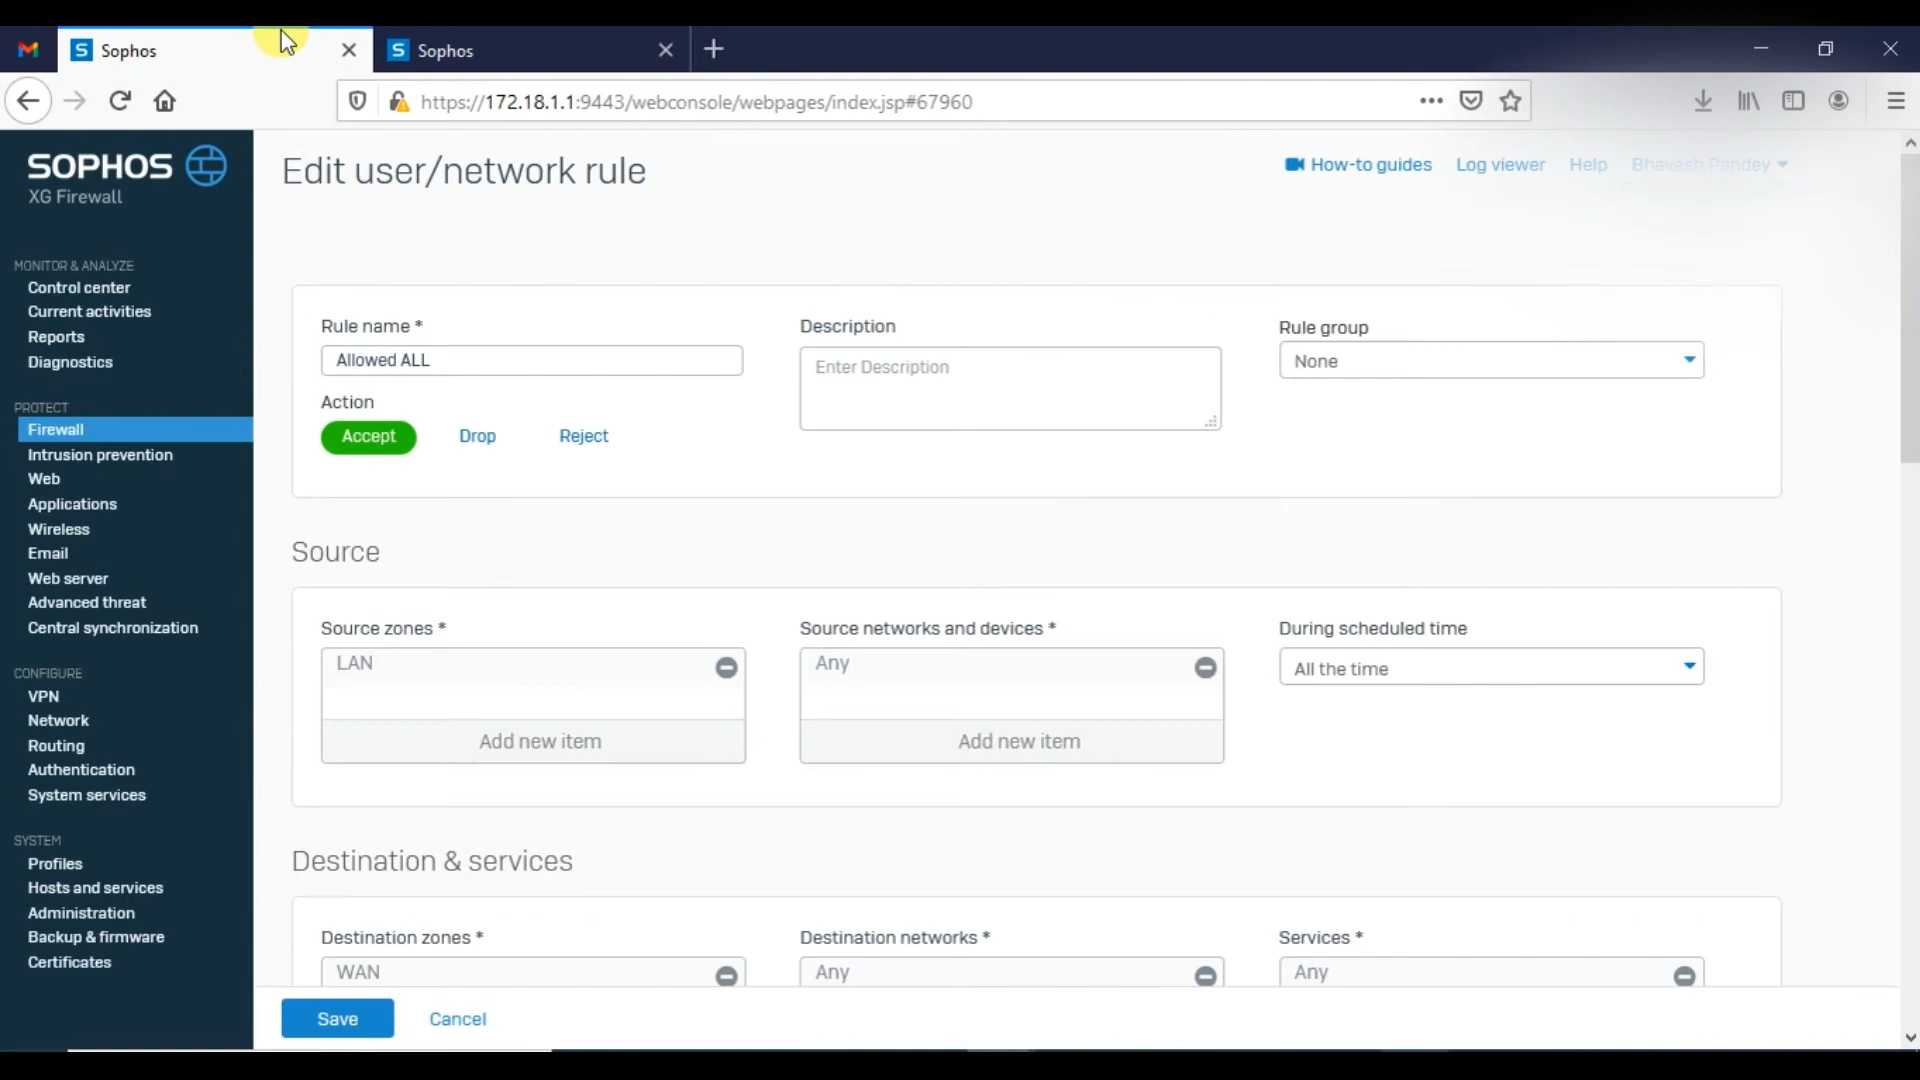 Sophos
Sophos
https://172.18.1.1:9443/webconsole/webpages/index.jsp#67960
SOPHOS
XG Firewall
Edit user/network rule
How-to guides
Log viewer
Help
Bhavesh Pandey
MONITOR & ANALYZE
Control center
Current activities
Reports
Diagnostics
PROTECT
Firewall
Intrusion prevention
Web
Applications
Wireless
Email
Web server
Advanced threat
Central synchronization
CONFIGURE
VPN
Network
Routing
Authentication
System services
SYSTEM
Profiles
Hosts and services
Administration
Backup & firmware
Certificates
Rule name *
Allowed ALL
Action
Accept
Drop
Reject
Description
Enter Description
Rule group
None
Source
Source zones *
LAN
Add new item
Source networks and devices *
Any
Add new item
During scheduled time
All the time
Destination & services
Destination zones *
WAN
Destination networks *
Any
Services *
Any
Save
Cancel